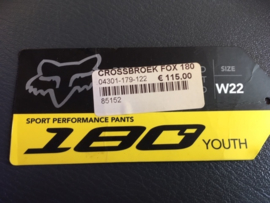 CROSSBROEK FOX 180
04301-179-122
€ 115.00
85152
SIZE
W22
SPORT PERFORMANCE PANTS
180
YOUTH